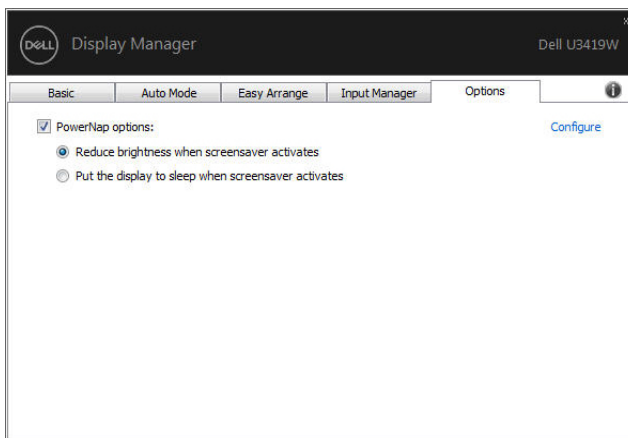 x
DELL Display Manager Dell U3419W
Basic Auto Mode Easy Arrange Input Manager Options i
PowerNap options: Configure
Reduce brightness when screensaver activates
Put the display to sleep when screensaver activates